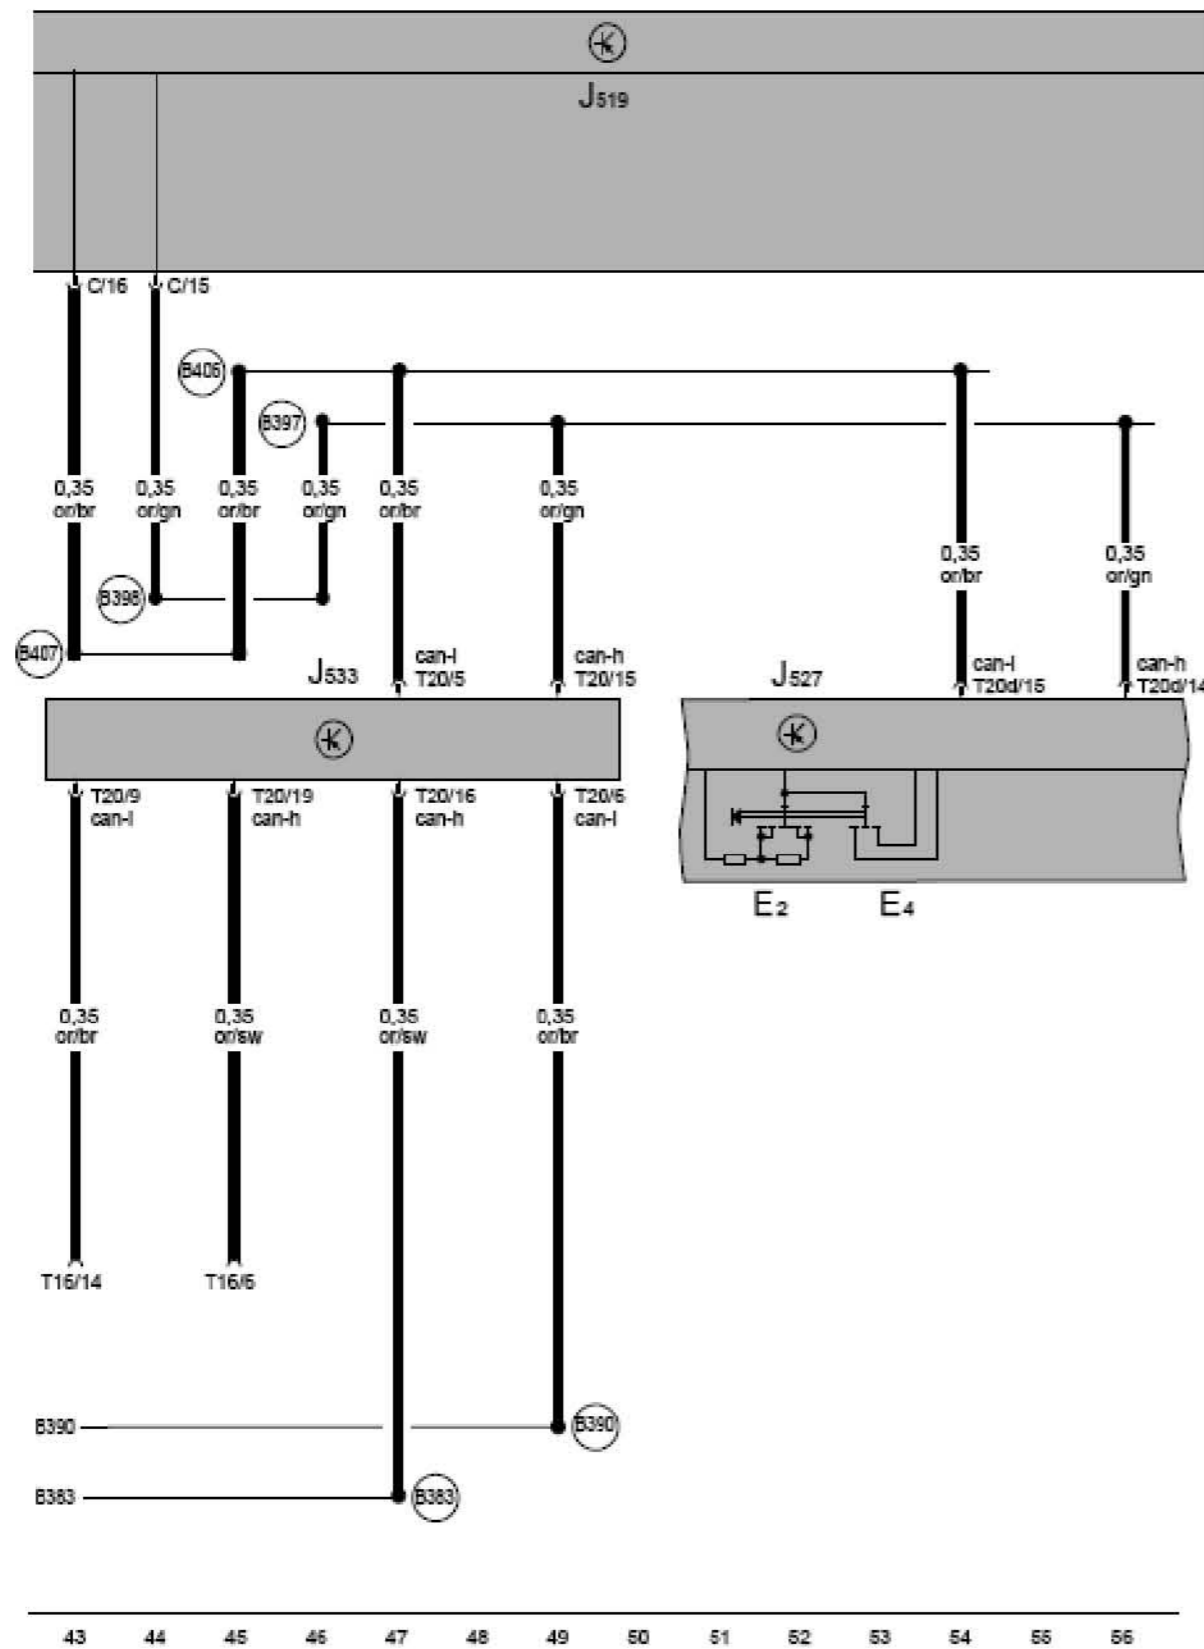 J519
C/16 C/15
B406
B397
0,35 0,35 0,35 0,35 0,35 0,35
or/br or/gn or/br or/gn or/br or/gn
0,35 0,35
or/br or/gn
B398
B407
J533 can-l can-h J527 can-l can-h
T20/5 T20/15 T20d/15 T20d/14
T20/9 T20/19 T20/16 T20/6
can-l can-h can-h can-l
E2 E4
0,35 0,35 0,35 0,35
or/br or/sw or/sw or/br
T16/14 T16/6
B390 B390
B383 B383
43 44 45 46 47 48 49 50 51 52 53 54 55 56